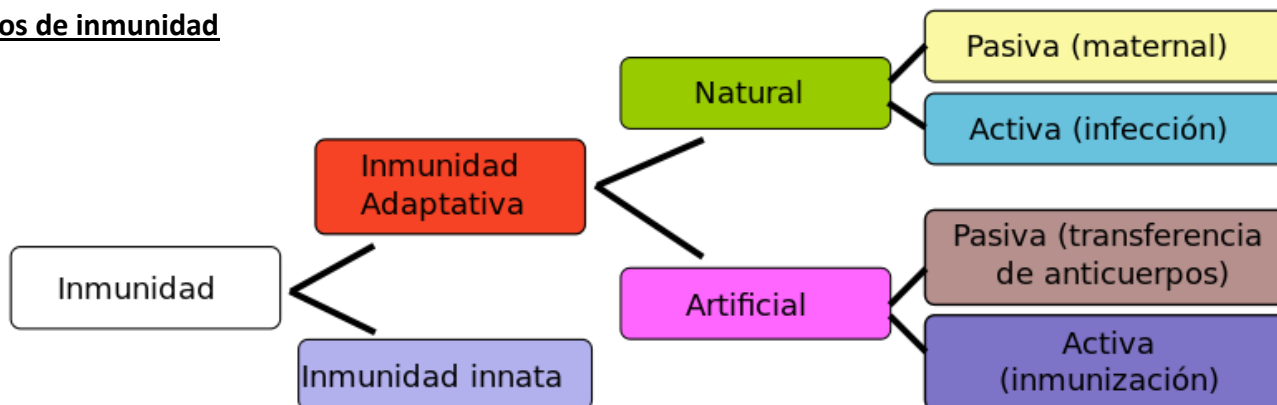 os de inmunidad
Pasiva (maternal)
Natural
Activa (infección)
Inmunidad
Adaptativa
Pasiva (transferencia
de anticuerpos)
Inmunidad
Artificial
Activa
(inmunización)
Inmunidad innata